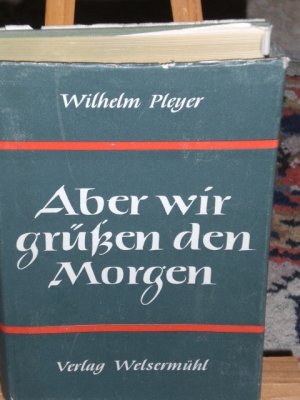 Wilhelm Pleyer
Aber wir
grüßen den
Morgen
Verlag Welsermühl